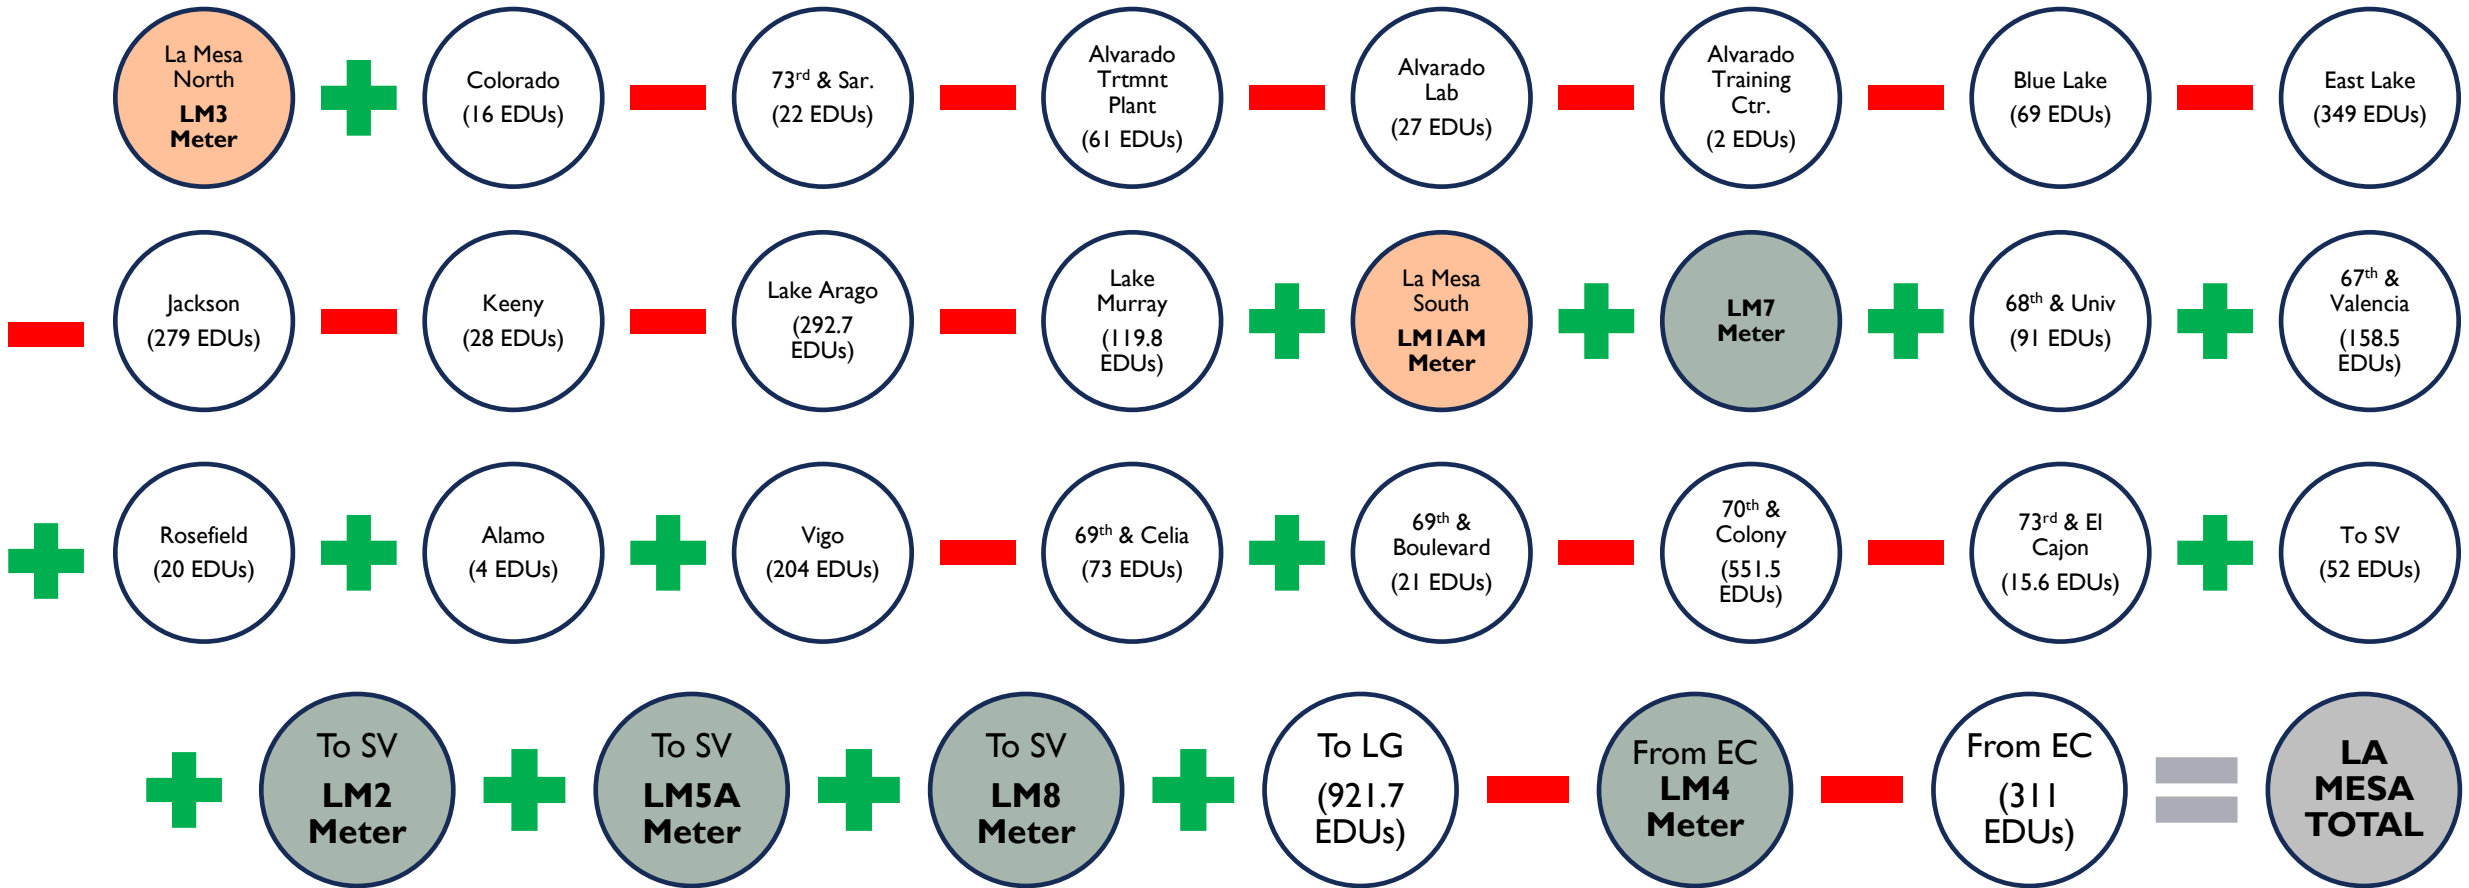 La Mesa
North
LM3
Meter
Colorado
(16 EDUs)
73rd & Sar.
(22 EDUs)
Alvarado
Trtmnt
Plant
(61 EDUs)
Alvarado
Lab
(27 EDUs)
Alvarado
Training
Ctr.
(2 EDUs)
Blue Lake
(69 EDUs)
East Lake
(349 EDUs)
Jackson
(279 EDUs)
Keeny
(28 EDUs)
Lake Arago
(292.7
EDUs)
Lake
Murray
(119.8
EDUs)
La Mesa
South
LM1AM
Meter
LM7
Meter
68th & Univ
(91 EDUs)
67th &
Valencia
(158.5
EDUs)
Rosefield
(20 EDUs)
Alamo
(4 EDUs)
Vigo
(204 EDUs)
69th & Celia
(73 EDUs)
69th &
Boulevard
(21 EDUs)
70th &
Colony
(551.5
EDUs)
73rd & El
Cajon
(15.6 EDUs)
To SV
(52 EDUs)
To SV
LM2
Meter
To SV
LM5A
Meter
To SV
LM8
Meter
To LG
(921.7
EDUs)
From EC
LM4
Meter
From EC
(311
EDUs)
LA
MESA
TOTAL